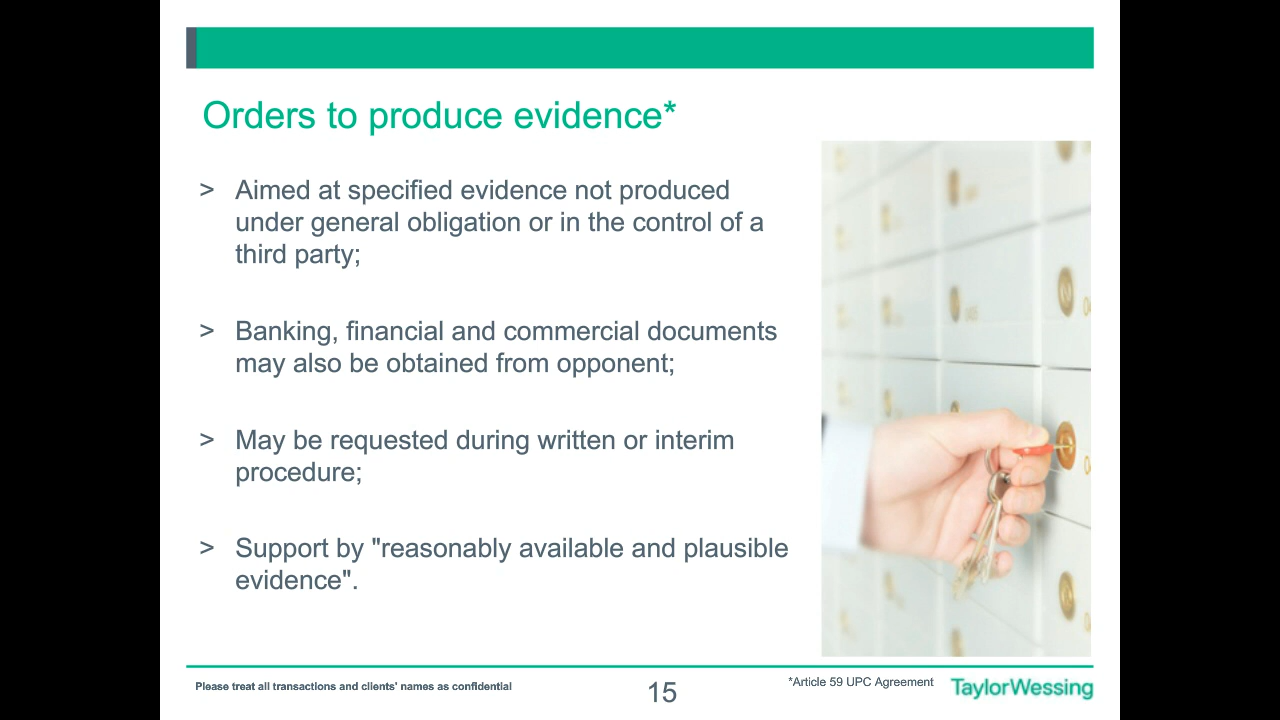 Orders to produce evidence*
> Aimed at specified evidence not produced
under general obligation or in the control of a
third party;
> Banking, financial and commercial documents
may also be obtained from opponent;
> May be requested during written or interim
procedure;
> Support by "reasonably available and plausible
evidence".
Please treat all transactions and clients' names as confidential
15
*Article 59 UPC Agreement
TaylorWessing